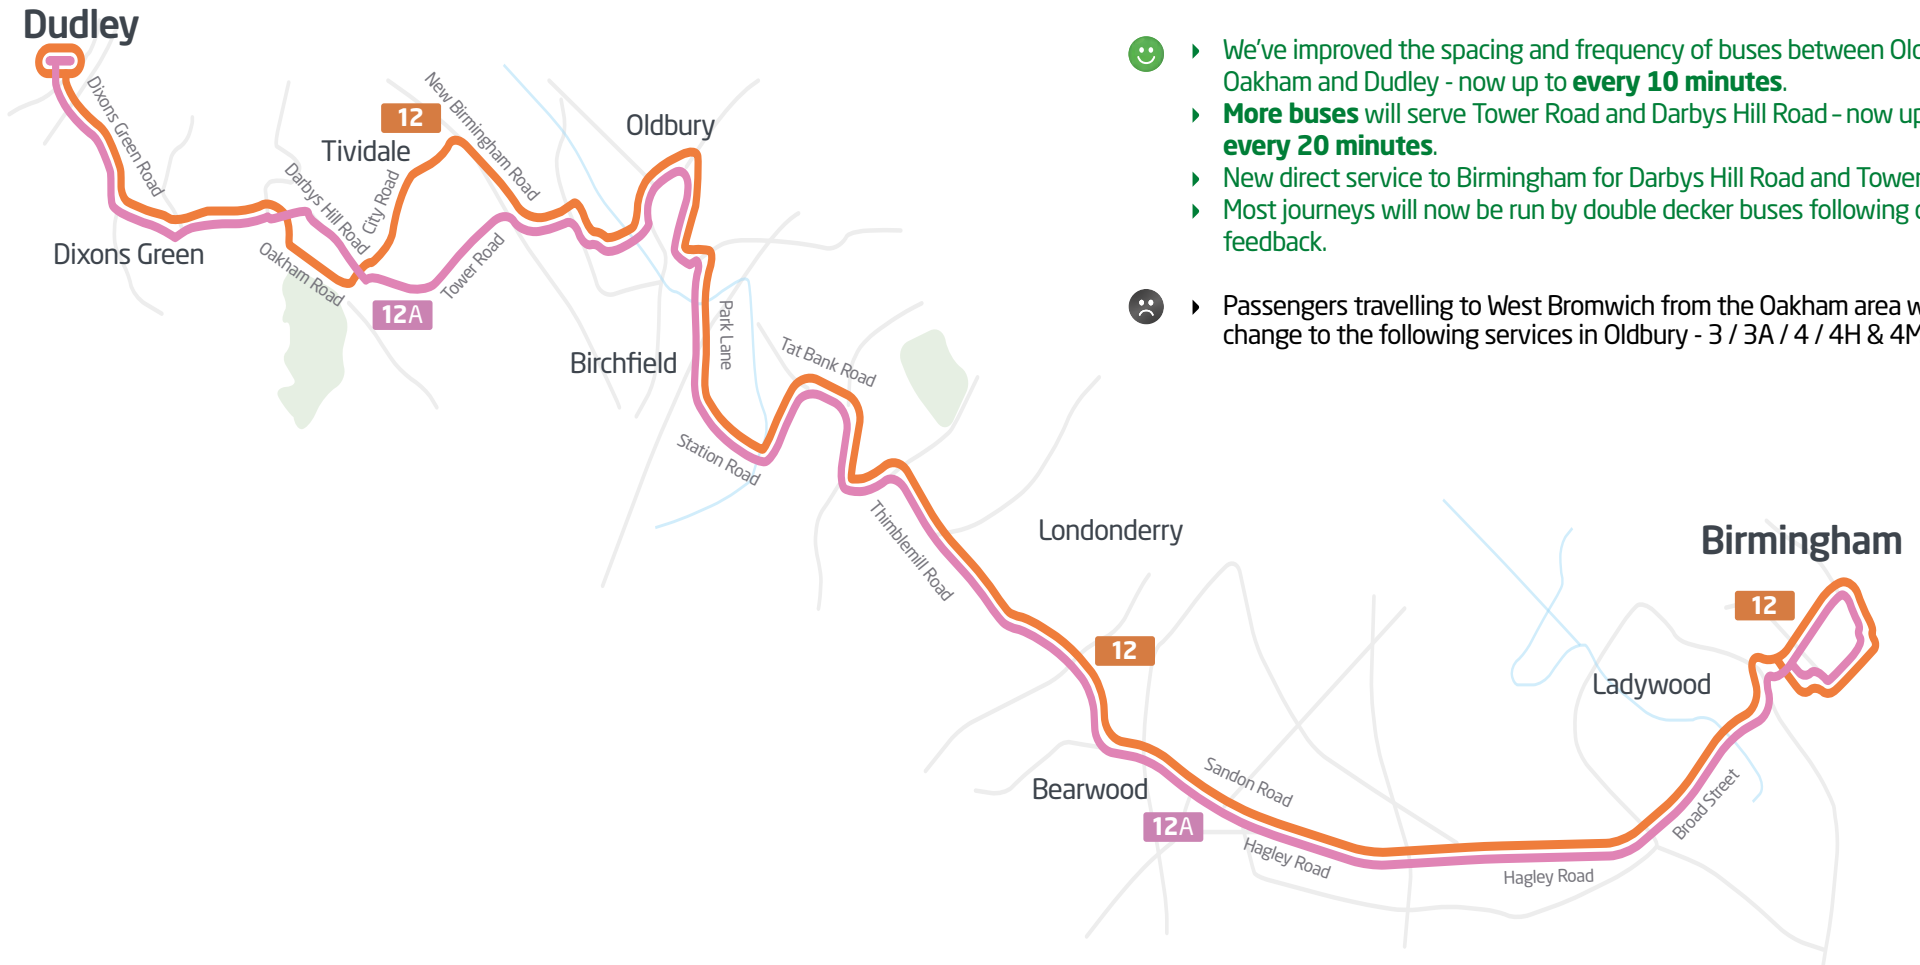 Dudley
We've improved the spacing and frequency of buses between
Oakham and Dudley - now up to every 10 minutes.
More buses will serve Tower Road and Darbys Hill Road – now up
every 20 minutes.
New direct service to Birmingham for Darbys Hill Road and Tower
Most journeys will now be run by double decker buses following
feedback.
Passengers travelling to West Bromwich from the Oakham area
change to the following services in Oldbury - 3 / 3A / 4 / 4H & 4M
Dixons Green Road
New Birmingham Road
12
Tividale
Oldbury
Darbys Hill Road
City Road
Dixons Green
Oakham Road
Tower Road
12A
Park Lane
Birchfield
Tat Bank Road
Station Road
Thimblemill Road
Londonderry
Birmingham
12
12
Ladywood
Bearwood
Sandon Road
12A
Hagley Road
Broad Street
Hagley Road